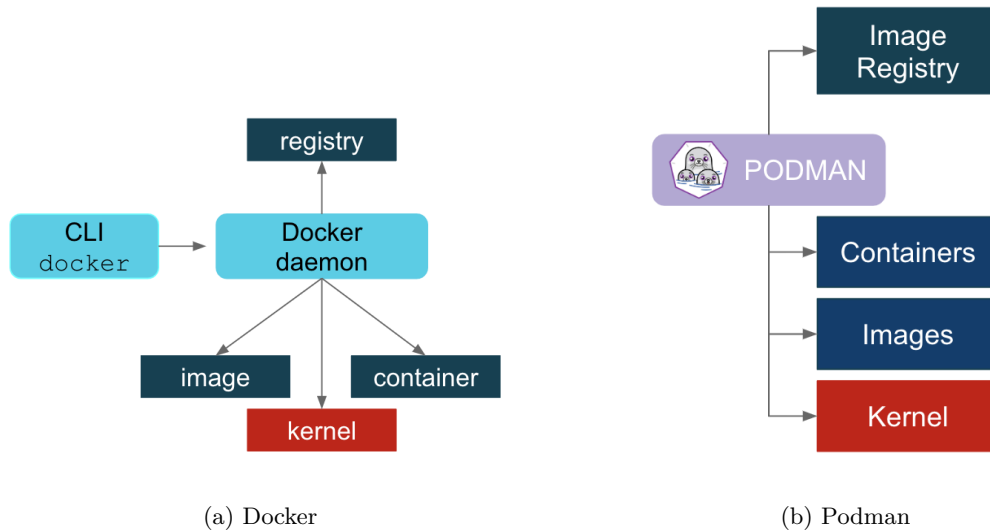 registry
CLI
docker
Docker
daemon
image
container
kernel
(a) Docker
Image
Registry
PODMAN
Containers
Images
Kernel
(b) Podman